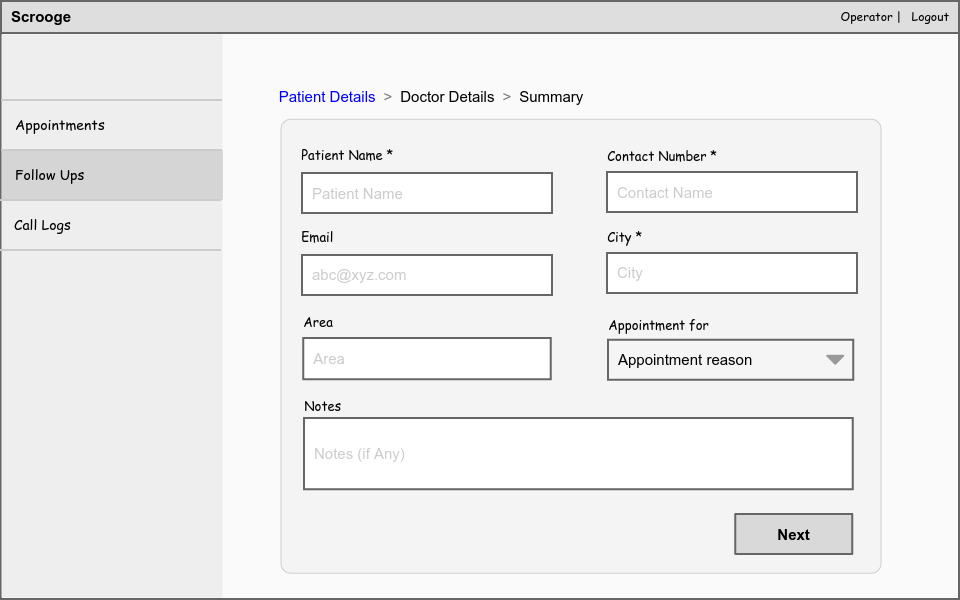 Scrooge
Operator | Logout
Appointments
Follow Ups
Call Logs
Patient Details > Doctor Details > Summary
Patient Name * Contact Number *
Patient Name Contact Name
Email City *
abc@xyz.com City
Area Appointment for
Area Appointment reason
Notes
Notes (if Any)
Next